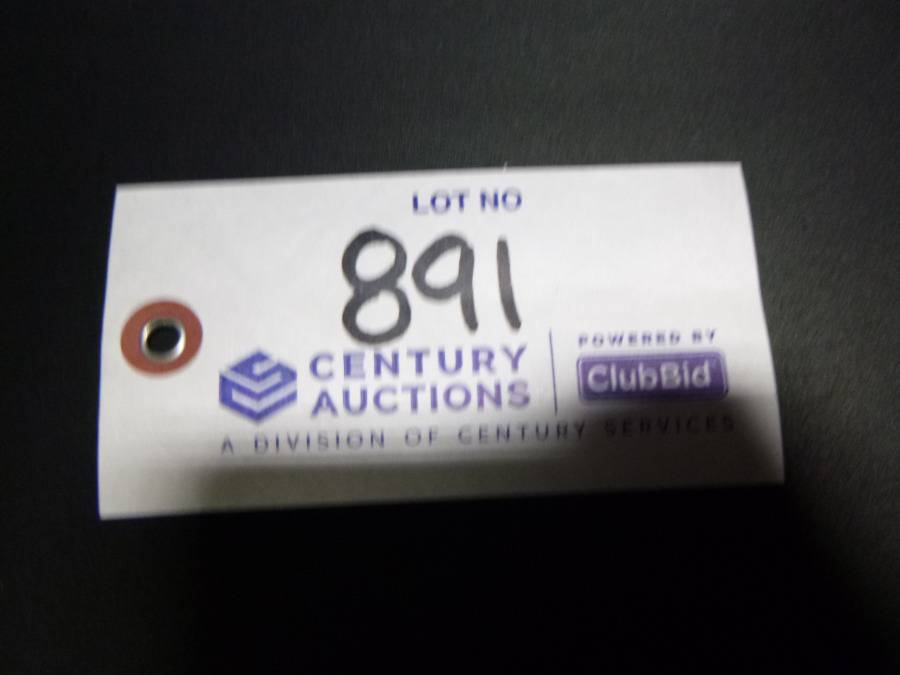 LOT NO
891
CENTURY
AUCTIONS
POWERED BY
ClubBid
A DIVISION OF CENTURY SERVICES